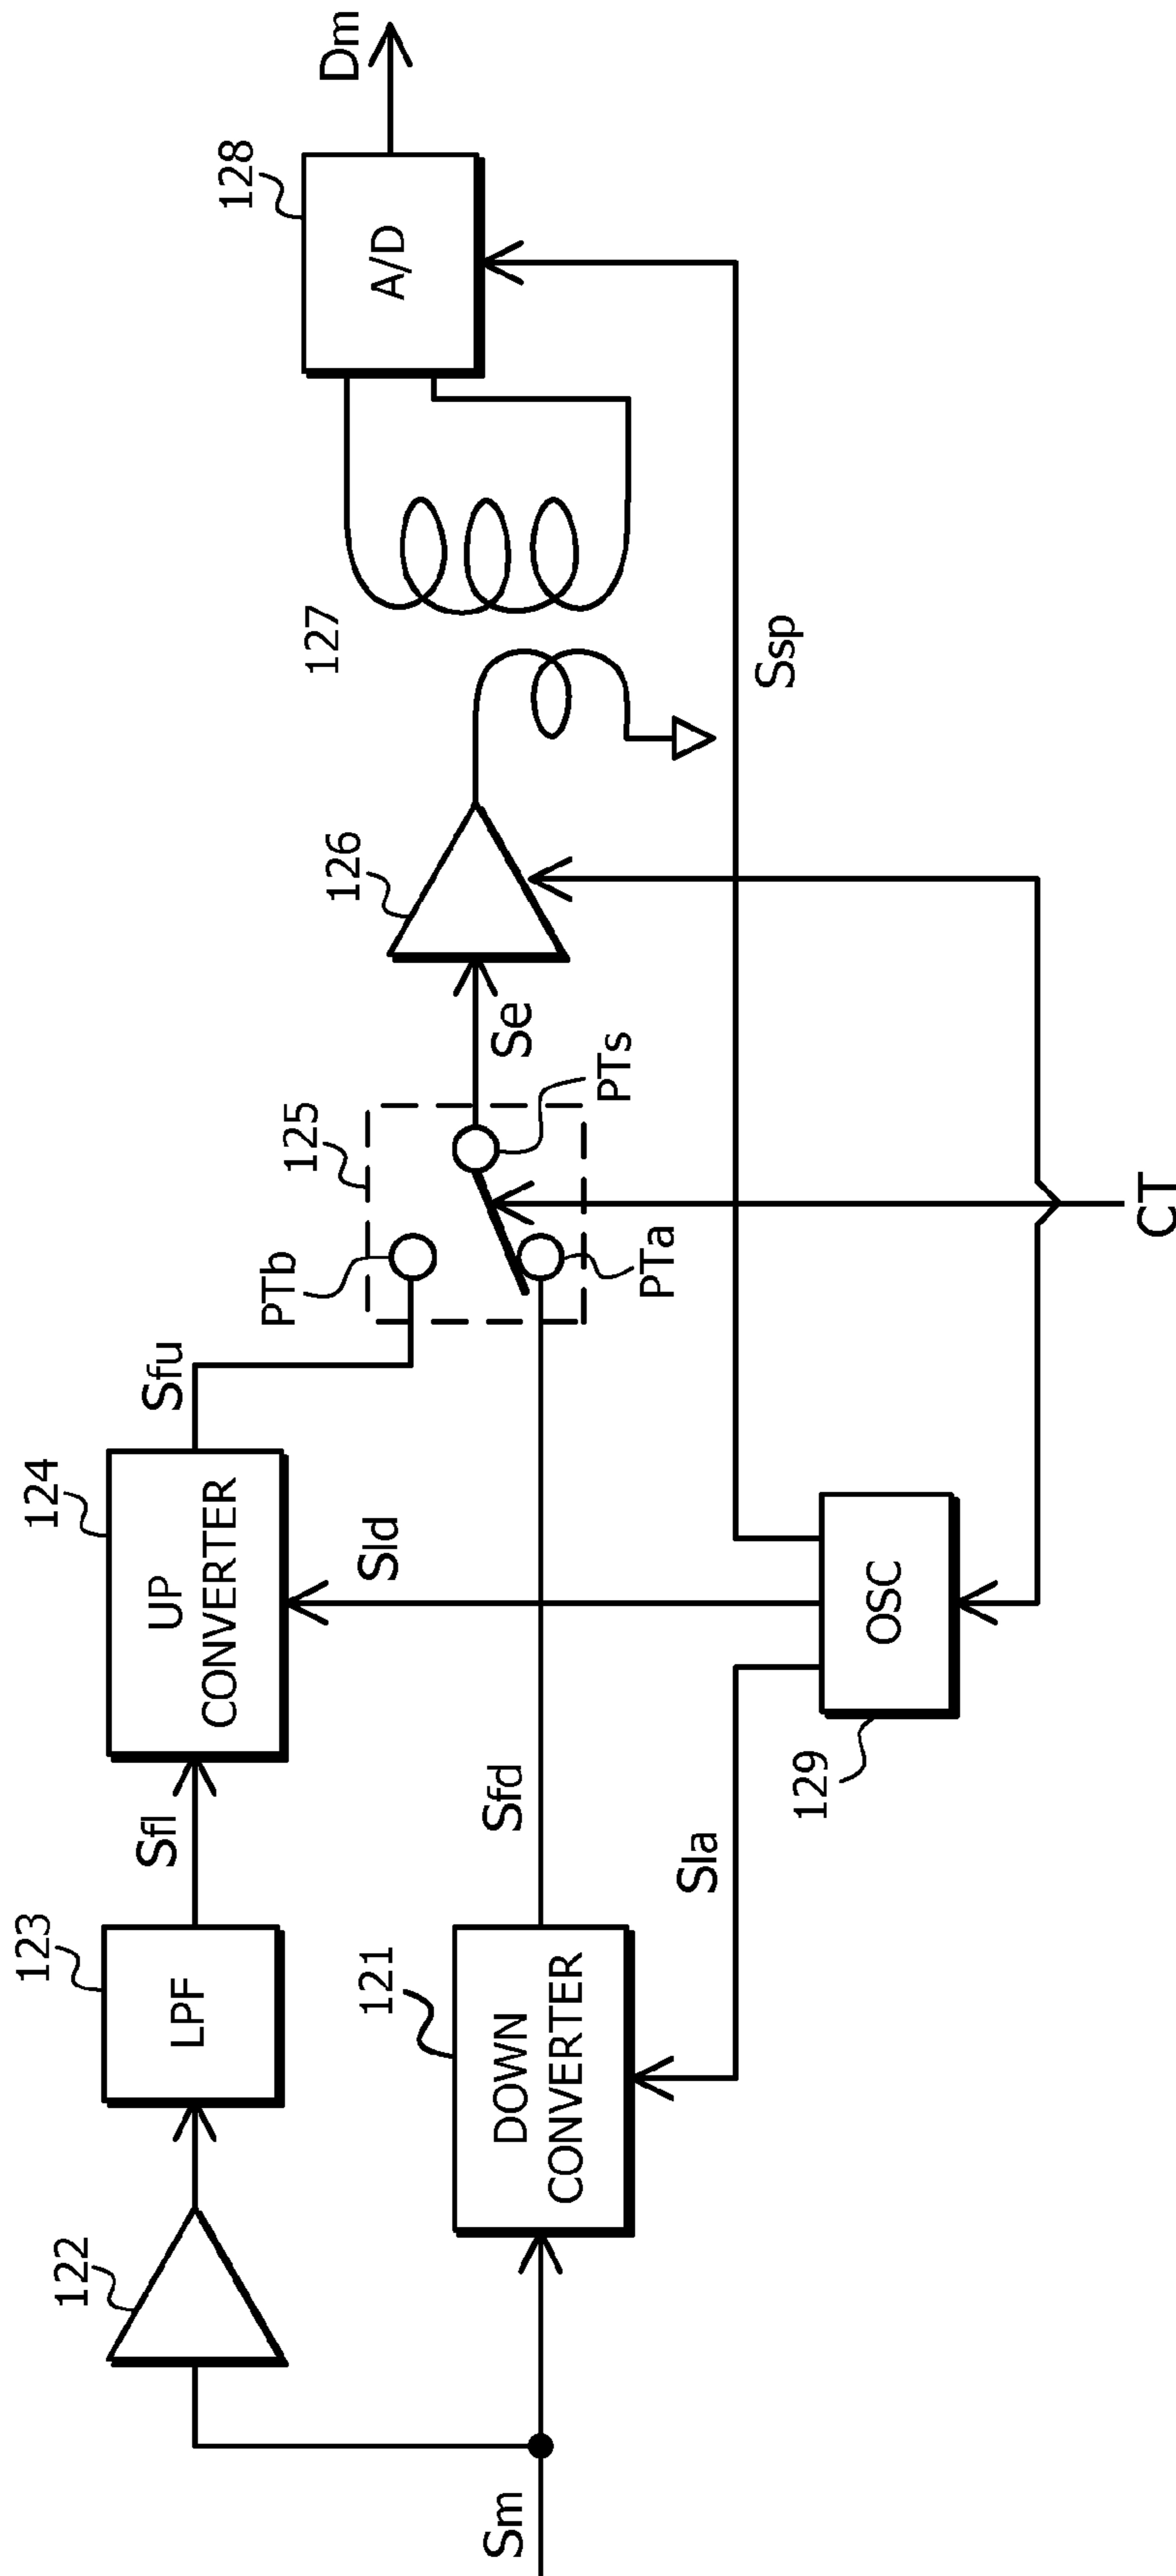 122
123
LPF
Sfl
124
UP
CONVERTER
Sfu
Sm
121
DOWN
CONVERTER
Sfd
Sla
Sld
129
OSC
125
PTb
PTa
PTs
Se
126
127
128
A/D
Dm
Ssp
CT